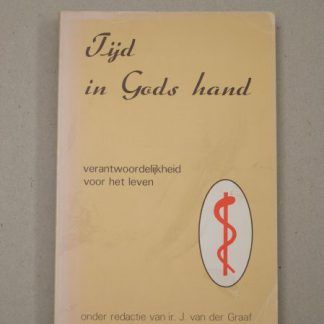 Tijd
in Gods hand
verantwoordelijkheid
voor het leven
onder redactie van ir. J. van der Graaf